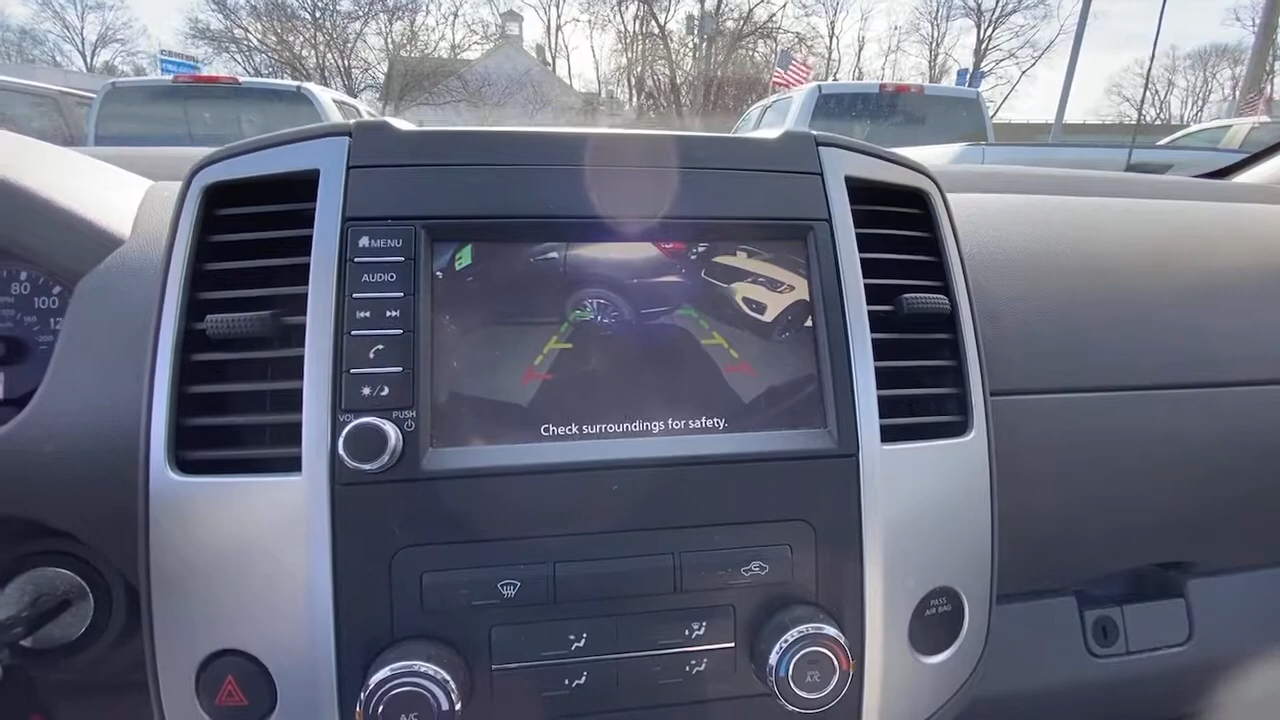 MENU
AUDIO
VOL
PUSH
Check surroundings for safety.
80
100
PASS
AIR BAG
A/C
A/C